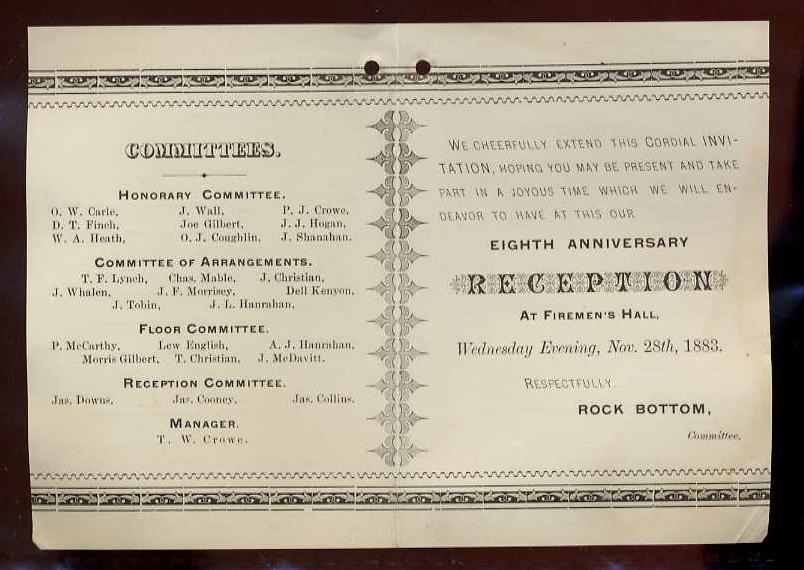 COMMITTEES.
HONORARY COMMITTEE.
O. W. Carle, J. Wall, P. J. Crowe,
D. T. Finch, Joe Gilbert, J. J. Hogan,
W. A. Heath, O. J. Coughlin, J. Shanahan.
COMMITTEE OF ARRANGEMENTS.
T. F. Lynch, Chas. Mable, J. Christian,
J. Whalen, J. F. Morrisey, Dell Kenyon,
J. Tobin, J. L. Hanrahan,
FLOOR COMMITTEE.
P. McCarthy, Lew English, A. J. Hanrahan,
Morris Gilbert, T. Christian, J. McDavitt.
RECEPTION COMMITTEE.
Jas. Downs, Jas. Cooney, Jas. Collins.
MANAGER.
T. W. Crowe.
WE CHEERFULLY EXTEND THIS CORDIAL INVI-
TATION, HOPING YOU MAY BE PRESENT AND TAKE
PART IN A JOYOUS TIME WHICH WE WILL EN-
DEAVOR TO HAVE AT THIS OUR
EIGHTH ANNIVERSARY
RECEPTION
AT FIREMEN'S HALL,
Wednesday Evening, Nov. 28th, 1883.
RESPECTFULLY.
ROCK BOTTOM,
Committee.